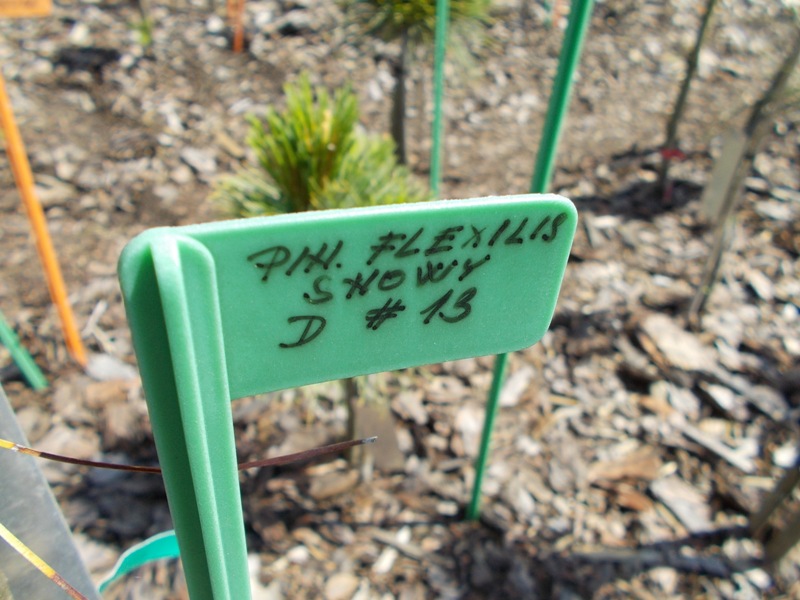 PIN. FLEXILIS
SNOWY
D # 13